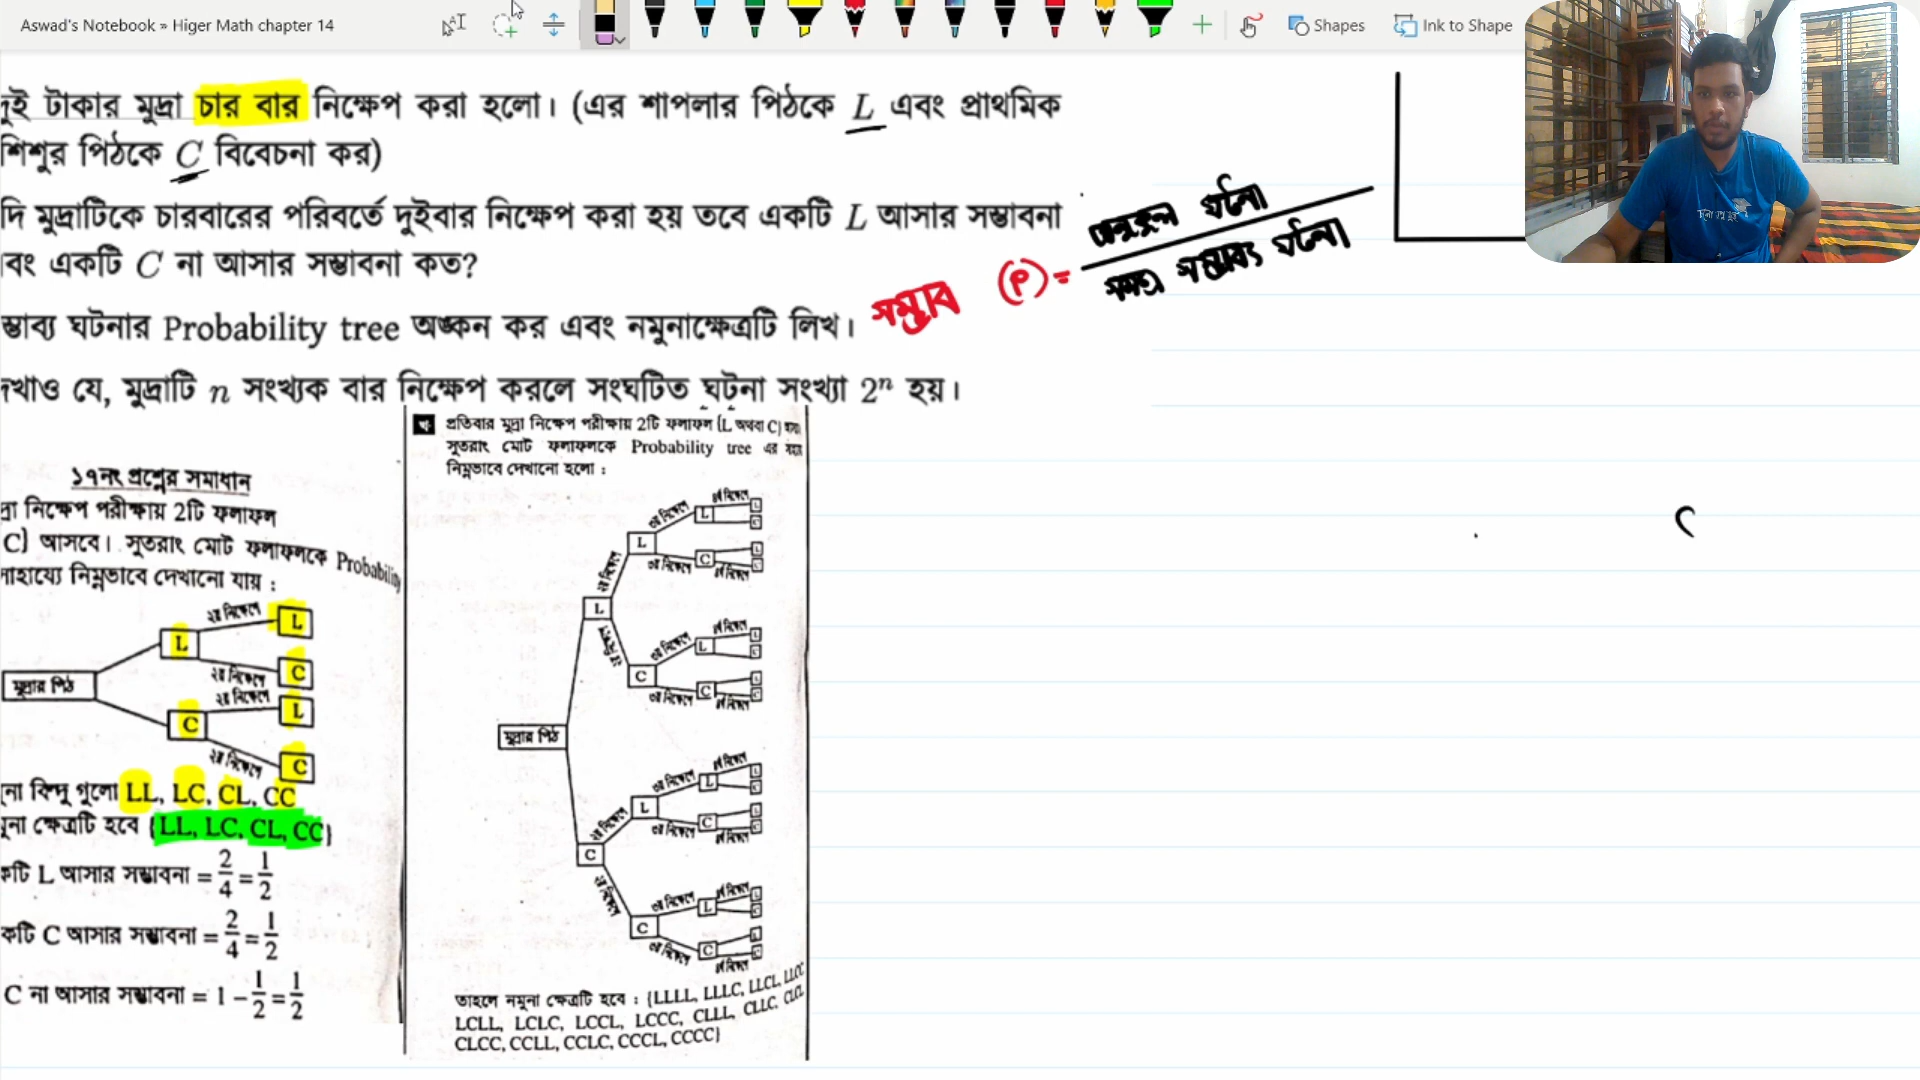 Aswad's Notebook » Higer Math chapter 14
Shapes
Ink to Shape
দুই টাকার মুদ্রা চার বার নিক্ষেপ করা হলো। (এর শাপলার পিঠকে L এবং প্রাথমিক
শিশুর পিঠকে C বিবেচনা কর)
দি মুদ্রাটিকে চারবারের পরিবর্তে দুইবার নিক্ষেপ করা হয় তবে একটি L আসার সম্ভাবনা
বং একটি C না আসার সম্ভাবনা কত?
ম্ভাব্য ঘটনার Probability tree অঙ্কন কর এবং নমুনাক্ষেত্রটি লিখ।
দেখাও যে, মুদ্রাটি n সংখ্যক বার নিক্ষেপ করলে সংঘটিত ঘটনা সংখ্যা 2ⁿ হয়।
(P) =
অনুকূল ঘটনা
সমগ্র সম্ভাব্য ঘটনা
১৭নং প্রশ্নের সমাধান
দ্রা নিক্ষেপ পরীক্ষায় 2টি ফলাফল
C) আসবে। সুতরাং মোট ফলাফলকে Probability
সাহায্যে নিম্নভাবে দেখানো যায় :
মুদ্রার পিঠ
L
C
২য় নিক্ষেপে
L
২য় নিক্ষেপে
C
২য় নিক্ষেপে
L
২য় নিক্ষেপে
C
না বিন্দু গুলো LL, LC, CL, CC
মুনা ক্ষেত্রটি হবে {LL, LC, CL, CC}
কটি L আসার সম্ভাবনা = 2/4 = 1/2
কটি C আসার সম্ভাবনা = 2/4 = 1/2
C না আসার সম্ভাবনা = 1 − 1/2 = 1/2
খ প্রতিবার মুদ্রা নিক্ষেপ পরীক্ষায় 2টি ফলাফল (L অথবা C)
সুতরাং মোট ফলাফলকে Probability tree এর
নিম্নভাবে দেখানো হলো :
মুদ্রার পিঠ
L
C
L
C
L
C
L
C
L
C
L
C
L
C
তাহলে নমুনা ক্ষেত্রটি হবে : {LLLL, LLLC, LLCL, LLCC
LCLL, LCLC, LCCL, LCCC, CLLL, CLLC, CLCL
CLCC, CCLL, CCLC, CCCL, CCCC}